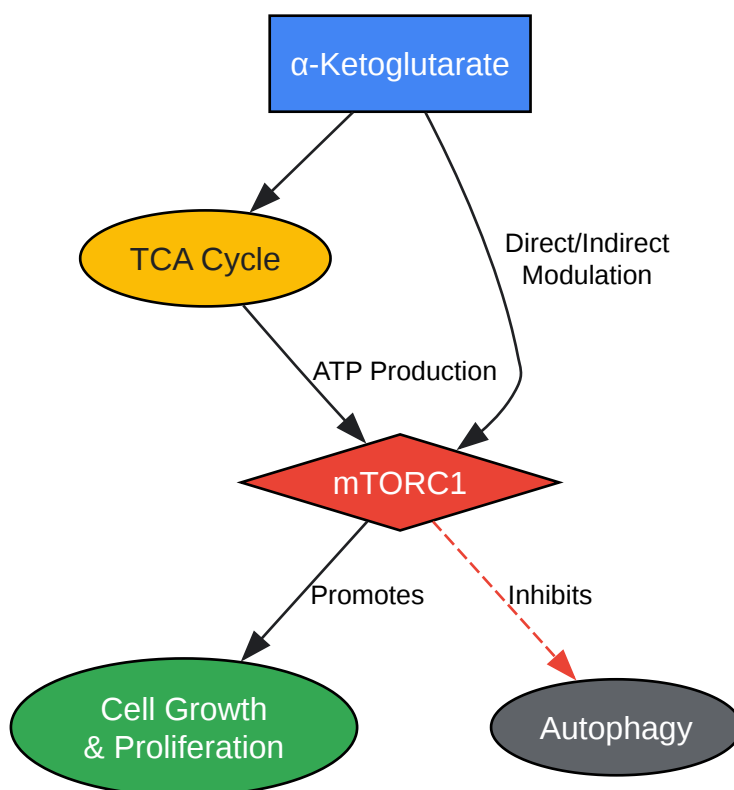 α-Ketoglutarate
TCA Cycle
Direct/Indirect
Modulation
ATP Production
mTORC1
Promotes
Inhibits
Cell Growth
& Proliferation
Autophagy